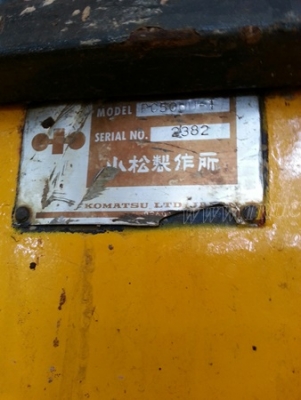 MODEL
SERIAL NO. 2382
小松製作所
KOMATSU LTD.